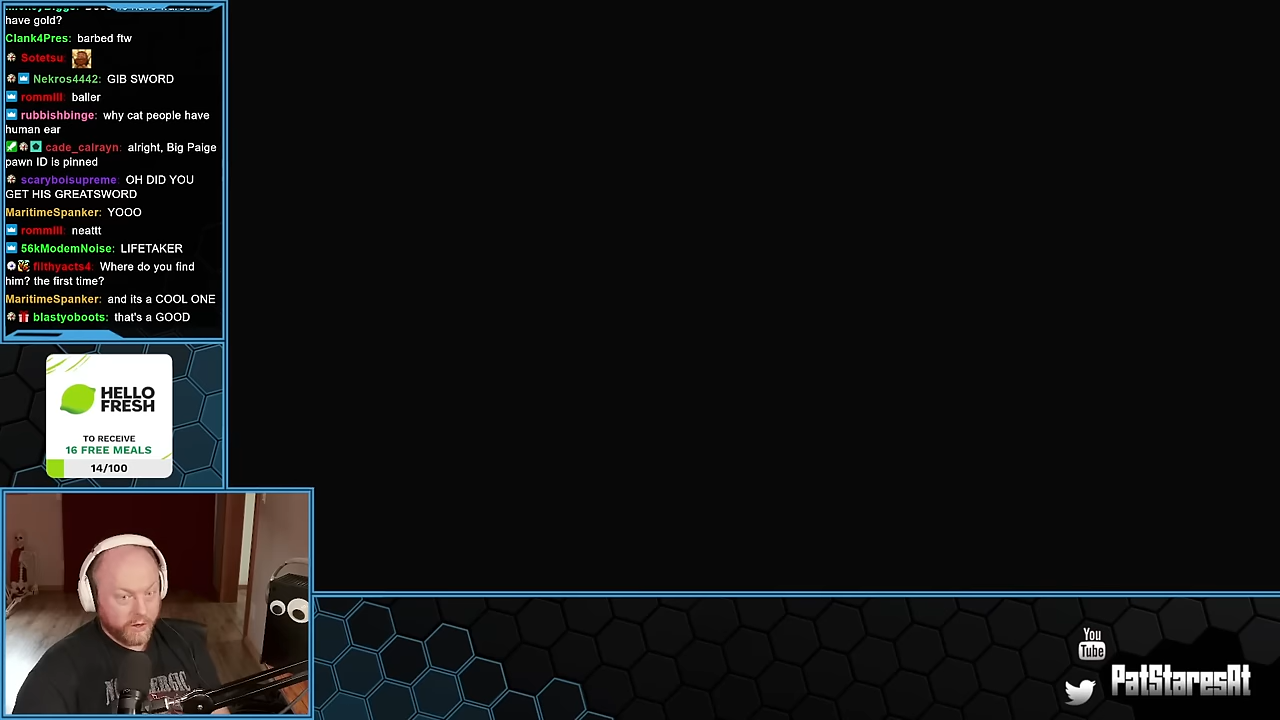 have gold?
Clank4Pres: barbed ftw
Sotetsu:
Nekros4442: GIB SWORD
rommIII: baller
rubbishbinge: why cat people have
human ear
cade_calrayn: alright, Big Paige
pawn ID is pinned
scaryboisupreme: OH DID YOU
GET HIS GREATSWORD
MaritimeSpanker: YOOO
rommIII: neattt
56kModemNoise: LIFETAKER
filthyacts4: Where do you find
him? the first time?
MaritimeSpanker: and its a COOL ONE
blastyoboots: that's a GOOD
HELLO
FRESH
TO RECEIVE
16 FREE MEALS
14/100
You
Tube
PatStaresAt